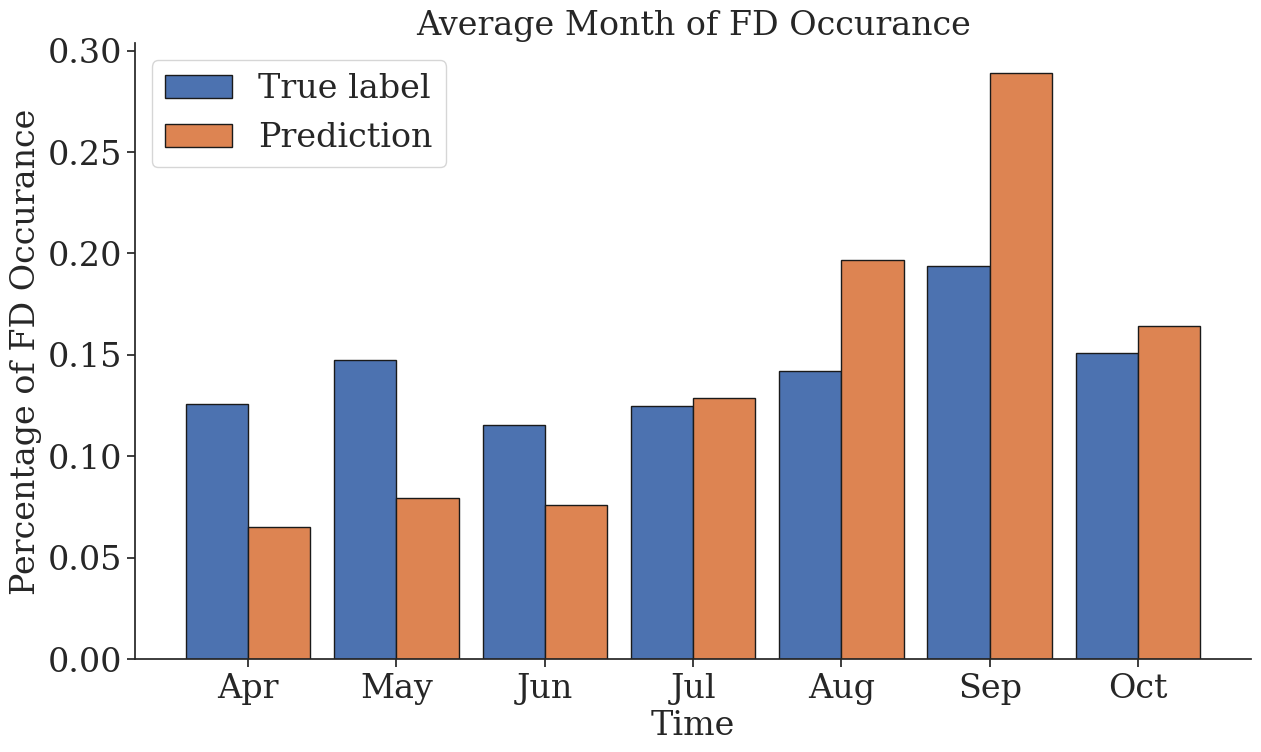 Average Month of FD Occurance
True label
Prediction
Percentage of FD Occurance
0.30
0.25
0.20
0.15
0.10
0.05
0.00
Apr May Jun Jul Aug Sep Oct
Time